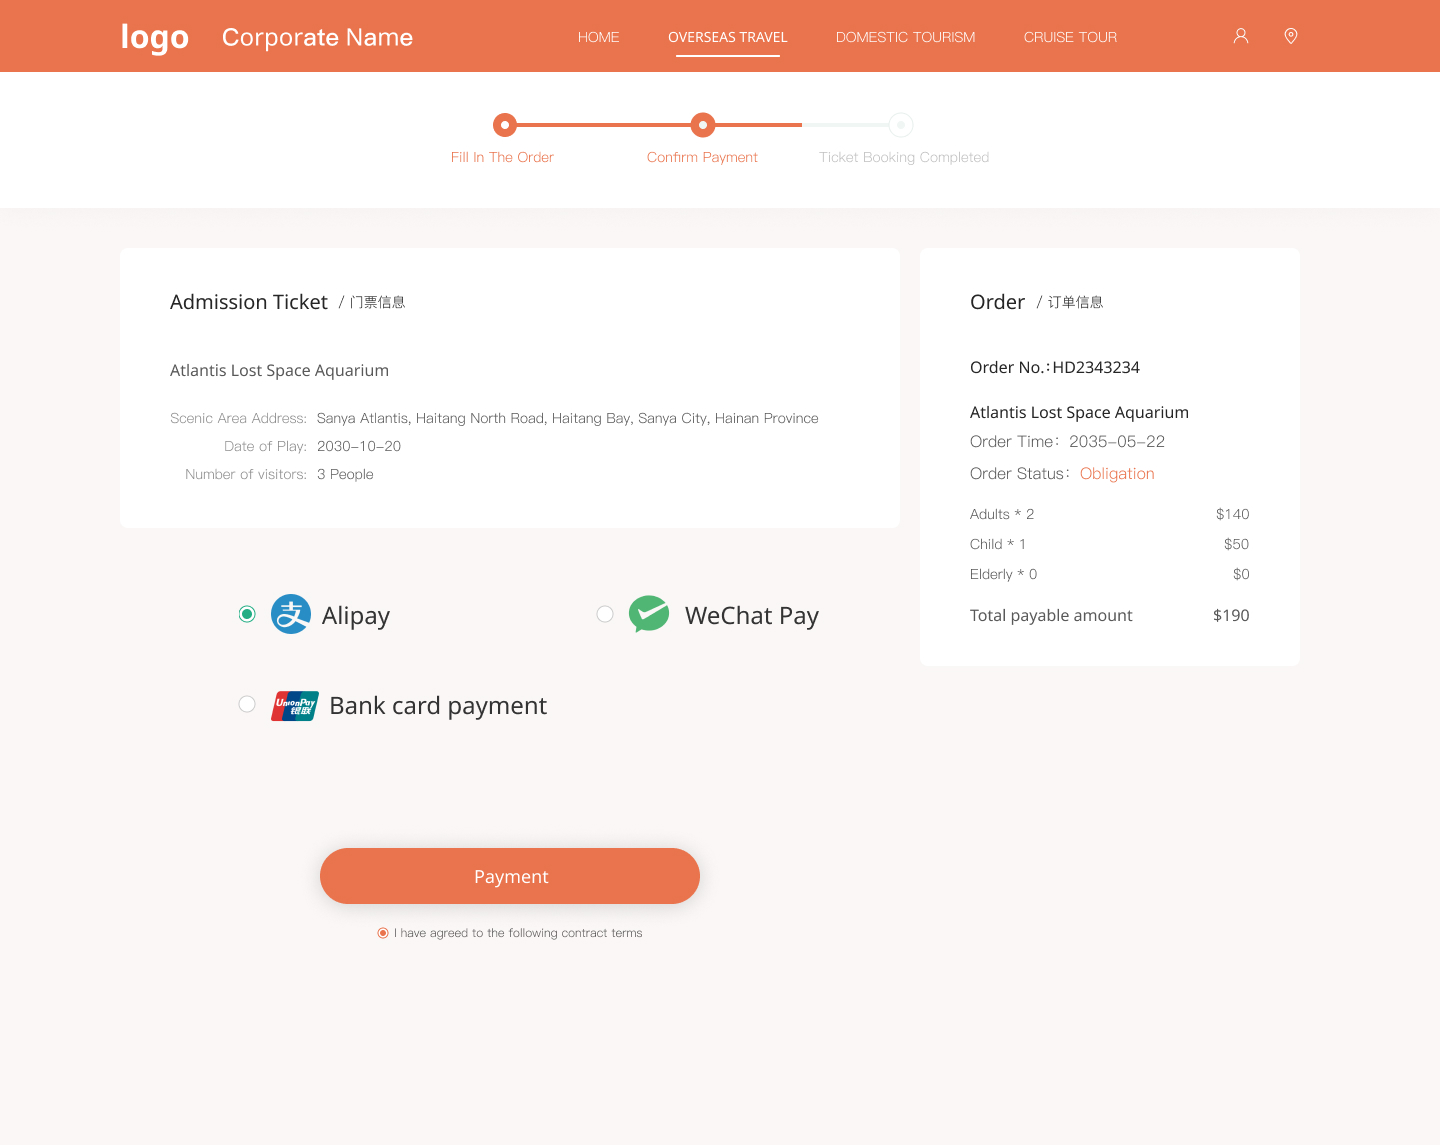 logo Corporate Name HOME OVERSEAS TRAVEL DOMESTIC TOURISM CRUISE TOUR
Fill In The Order Confirm Payment Ticket Booking Completed
Admission Ticket / 门票信息
Atlantis Lost Space Aquarium
Scenic Area Address: Sanya Atlantis, Haitang North Road, Haitang Bay, Sanya City, Hainan Province
Date of Play: 2030-10-20
Number of visitors: 3 People
Order / 订单信息
Order No.:HD2343234
Atlantis Lost Space Aquarium
Order Time: 2035-05-22
Order Status: Obligation
Adults * 2 $140
Child * 1 $50
Elderly * 0 $0
Total payable amount $190
支 Alipay WeChat Pay
UnionPay
银联
Bank card payment
Payment
I have agreed to the following contract terms